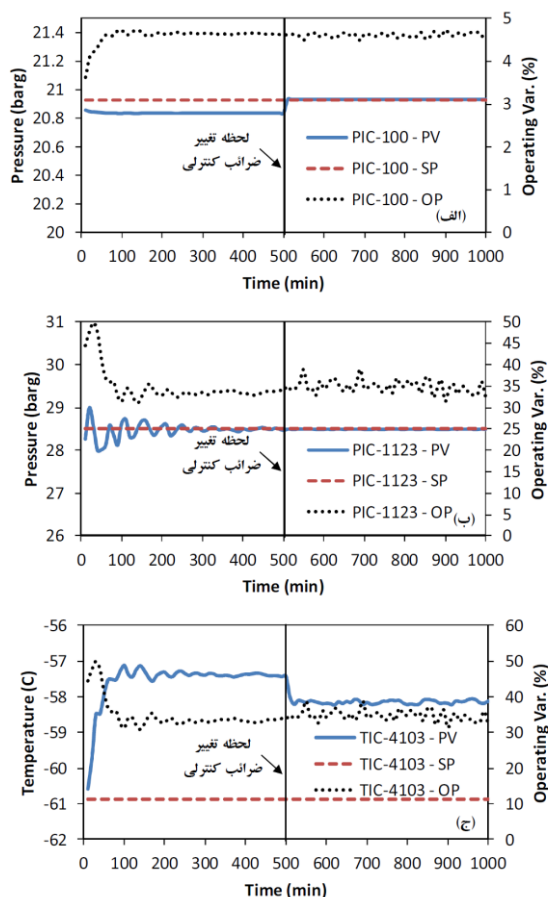 21.4
21.2
21
20.8
20.6
20.4
20.2
20
Pressure (barg)
5
4
3
2
1
0
Operating Var. (%)
لحظه تغییر
ضرائب کنترلی
PIC-100 - PV
PIC-100 - SP
PIC-100 - OP
(الف)
0 100 200 300 400 500 600 700 800 900 1000
Time (min)
31
30
29
28
27
26
Pressure (barg)
50
45
40
35
30
25
20
15
10
5
0
Operating Var. (%)
لحظه تغییر
ضرائب کنترلی
PIC-1123 - PV
PIC-1123 - SP
PIC-1123 - OP
(ب)
0 100 200 300 400 500 600 700 800 900 1000
Time (min)
-56
-57
-58
-59
-60
-61
-62
Temperature (C)
60
50
40
30
20
10
0
Operating Var. (%)
لحظه تغییر
ضرائب کنترلی
TIC-4103 - PV
TIC-4103 - SP
TIC-4103 - OP
(ج)
0 100 200 300 400 500 600 700 800 900 1000
Time (min)